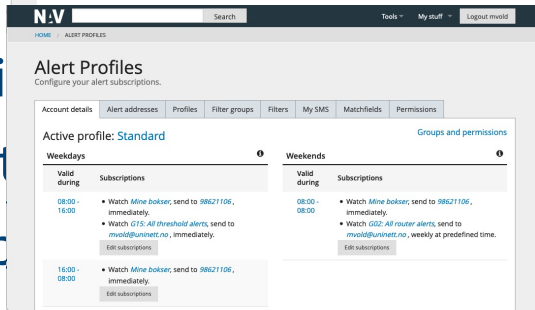 NAV Search Tools My stuff Logout mvold
HOME / ALERT PROFILES
Alert Profiles
Configure your alert subscriptions.
Account details Alert addresses Profiles Filter groups Filters My SMS Matchfields Permissions
Active profile: Standard
Groups and permissions
Weekdays
Valid during
Subscriptions
08:00 -
16:00
• Watch Mine bokser, send to 98621106 ,
immediately.
• Watch G15: All threshold alerts, send to
mvold@uninett.no , immediately.
Edit subscriptions
16:00 -
08:00
• Watch Mine bokser, send to 98621106 ,
immediately.
Edit subscriptions
Weekends
Valid during
Subscriptions
08:00 -
08:00
• Watch Mine bokser, send to 98621106 ,
immediately.
• Watch G02: All router alerts, send to
mvold@uninett.no , weekly at predefined time.
Edit subscriptions